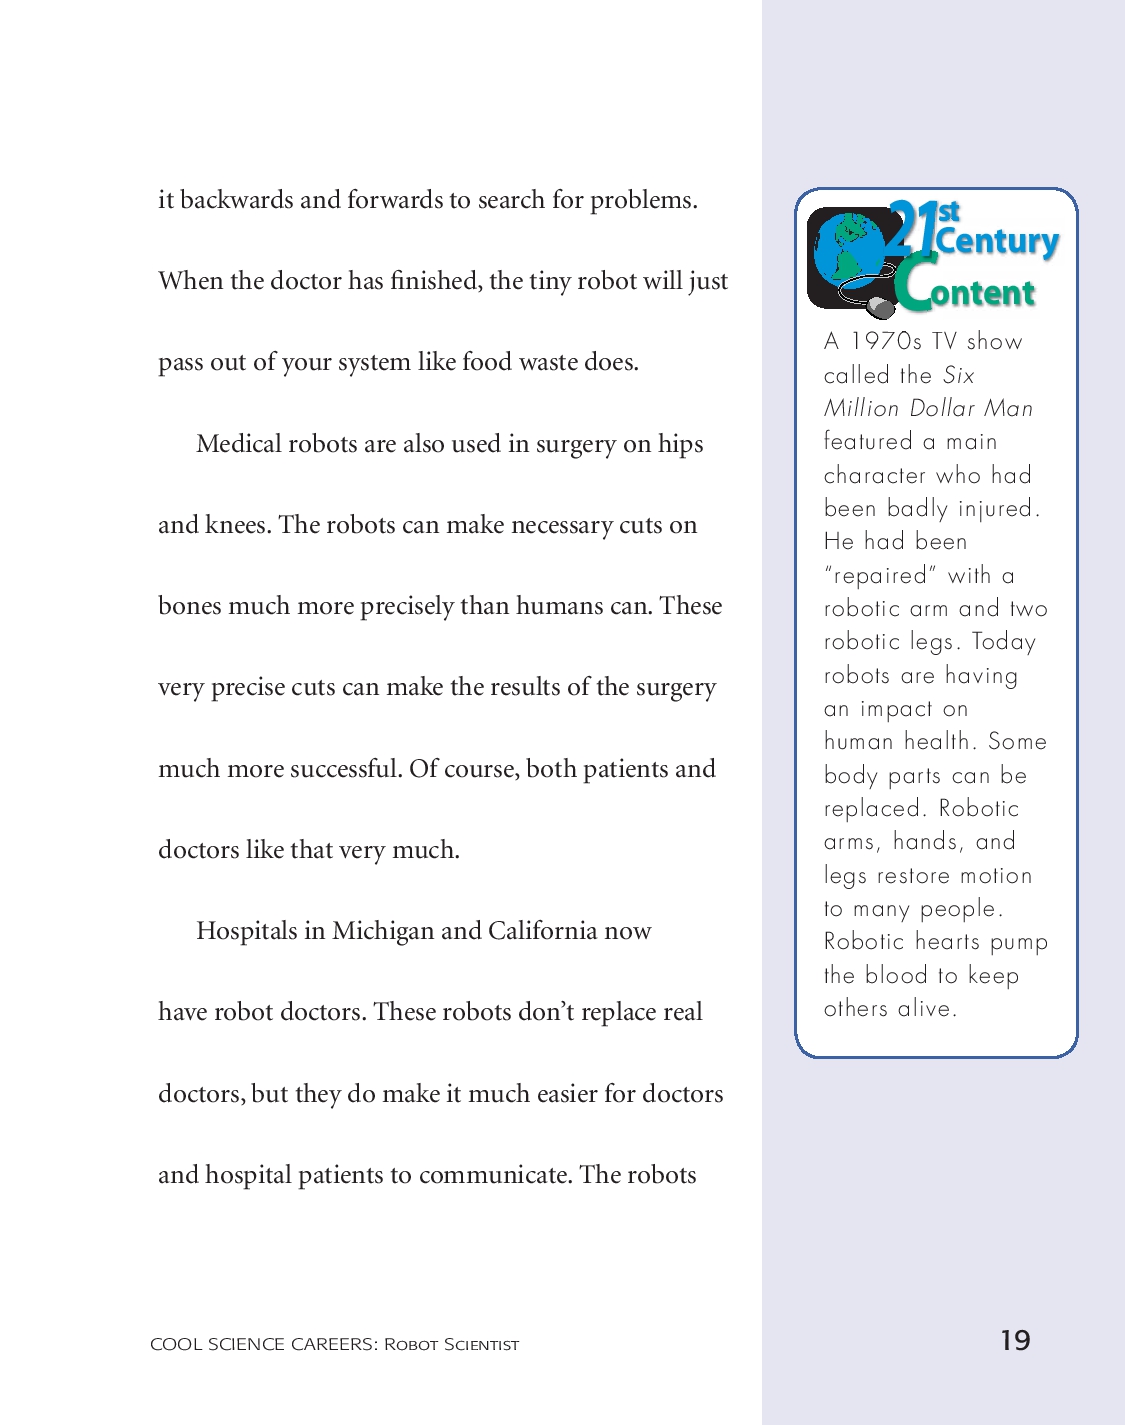 it backwards and forwards to search for problems.
When the doctor has finished, the tiny robot will just
pass out of your system like food waste does.
Medical robots are also used in surgery on hips
and knees. The robots can make necessary cuts on
bones much more precisely than humans can. These
very precise cuts can make the results of the surgery
much more successful. Of course, both patients and
doctors like that very much.
Hospitals in Michigan and California now
have robot doctors. These robots don’t replace real
doctors, but they do make it much easier for doctors
and hospital patients to communicate. The robots
21st
Century
Content
A 1970s TV show
called the Six
Million Dollar Man
featured a main
character who had
been badly injured.
He had been
“repaired” with a
robotic arm and two
robotic legs. Today
robots are having
an impact on
human health. Some
body parts can be
replaced. Robotic
arms, hands, and
legs restore motion
to many people.
Robotic hearts pump
the blood to keep
others alive.
COOL SCIENCE CAREERS: Robot Scientist
19